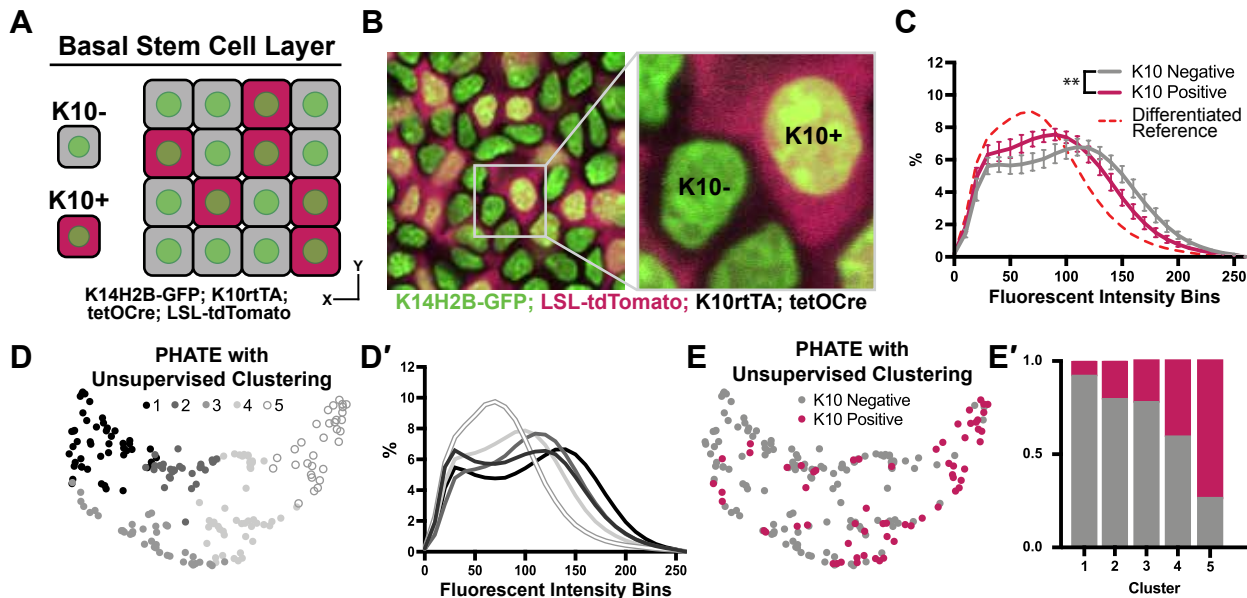 A
Basal Stem Cell Layer
K10-
K10+
Y
X
K14H2B-GFP; K10rtTA;
tetOCre; LSL-tdTomato
B
K10+
K10-
K14H2B-GFP; LSL-tdTomato; K10rtTA; tetOCre
C
**
K10 Negative
K10 Positive
Differentiated
Reference
12
10
8
6
4
2
0
%
0 50 100 150 200 250
Fluorescent Intensity Bins
D
PHATE with
Unsupervised Clustering
1 2 3 4 5
D′
12
10
8
6
4
2
0
%
0 50 100 150 200 250
Fluorescent Intensity Bins
E
PHATE with
Unsupervised Clustering
K10 Negative
K10 Positive
E′
1.0
0.5
0.0
1 2 3 4 5
Cluster